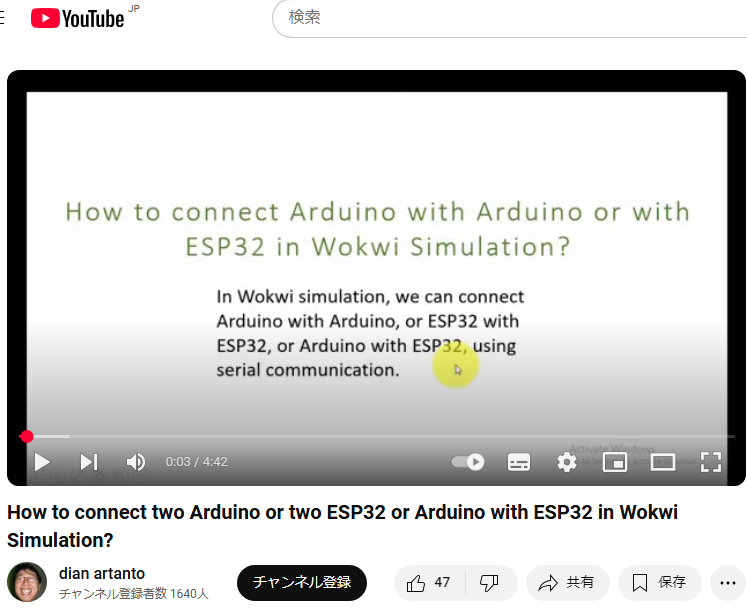 YouTube JP
検索
How to connect Arduino with Arduino or with
ESP32 in Wokwi Simulation?
In Wokwi simulation, we can connect
Arduino with Arduino, or ESP32 with
ESP32, or Arduino with ESP32, using
serial communication.
Activate Windows
0:03 / 4:42
How to connect two Arduino or two ESP32 or Arduino with ESP32 in Wokwi
Simulation?
dian artanto
チャンネル登録者数 1640人
チャンネル登録
47
共有
保存